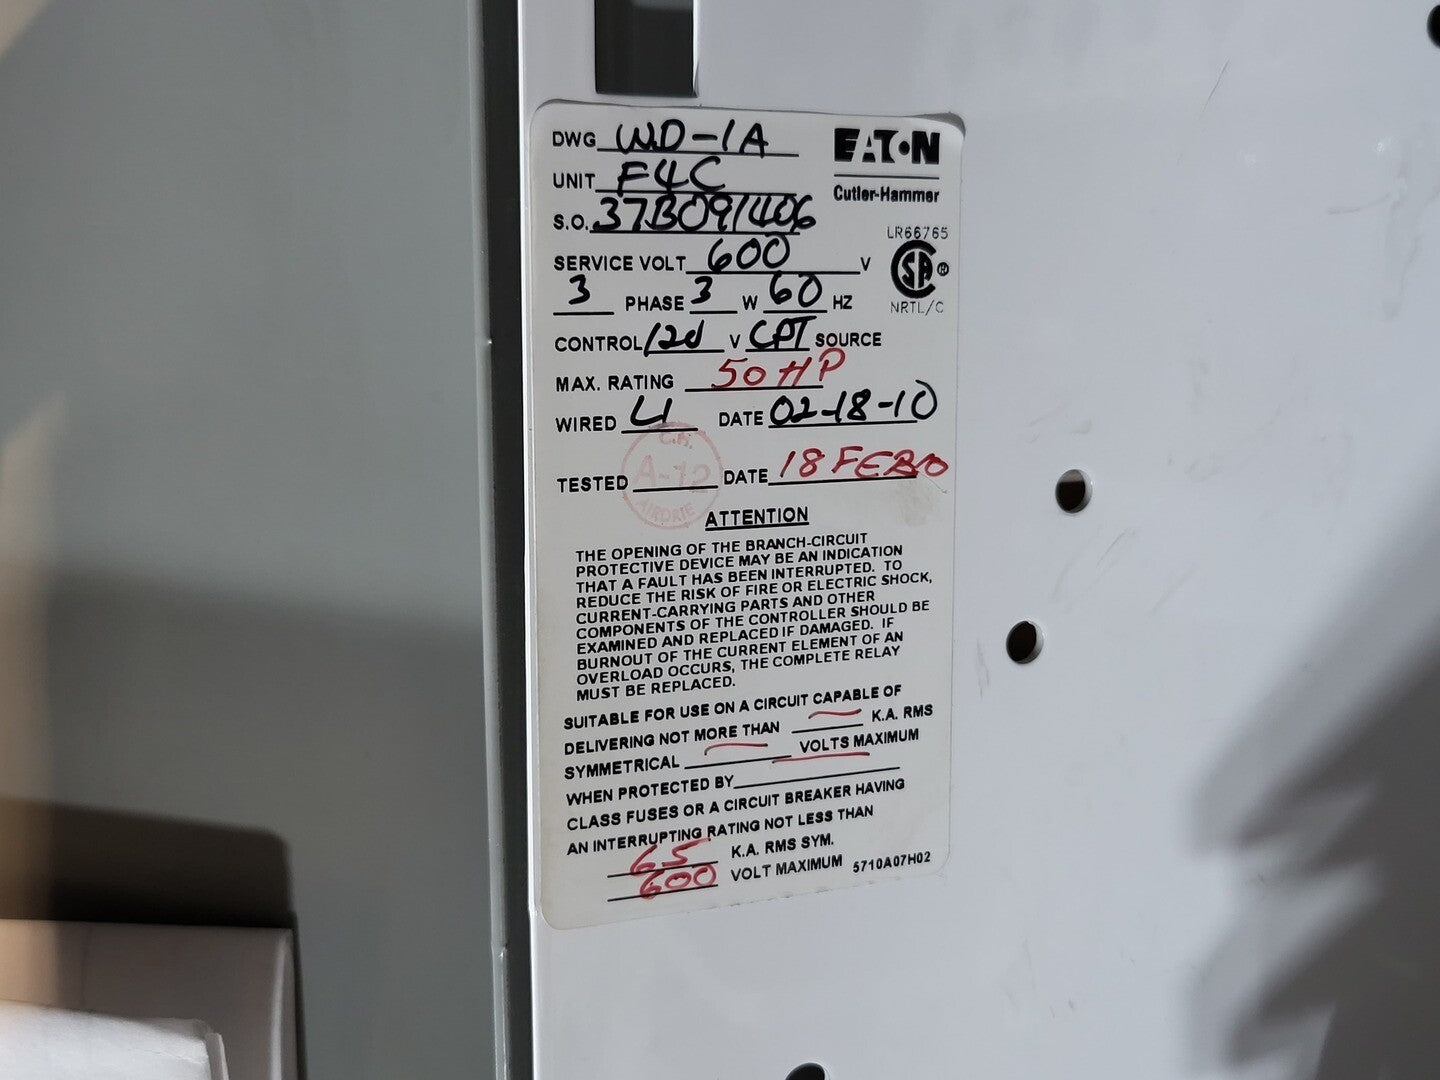 DWG WD-1A
EATON
UNIT F4C
Cutler-Hammer
S.O. 37B091406
LR66765
SERVICE VOLT 600 V
SA ®
3 PHASE 3 W 60 HZ
NRTL/C
CONTROL 120 V CPT SOURCE
MAX. RATING 50HP
WIRED DATE 02-18-10
C.H.
A-12
TESTED DATE 18 FEB10
ATTENTION
THE OPENING OF THE BRANCH-CIRCUIT
PROTECTIVE DEVICE MAY BE AN INDICATION
THAT A FAULT HAS BEEN INTERRUPTED. TO
REDUCE THE RISK OF FIRE OR ELECTRIC SHOCK,
CURRENT-CARRYING PARTS AND OTHER
COMPONENTS OF THE CONTROLLER SHOULD BE
EXAMINED AND REPLACED IF DAMAGED. IF
BURNOUT OF THE CURRENT ELEMENT OF AN
OVERLOAD OCCURS, THE COMPLETE RELAY
MUST BE REPLACED.
SUITABLE FOR USE ON A CIRCUIT CAPABLE OF
DELIVERING NOT MORE THAN — K.A. RMS
SYMMETRICAL — VOLTS MAXIMUM
WHEN PROTECTED BY —
CLASS FUSES OR A CIRCUIT BREAKER HAVING
AN INTERRUPTING RATING NOT LESS THAN
65 K.A. RMS SYM.
600 VOLT MAXIMUM 5710A07H02